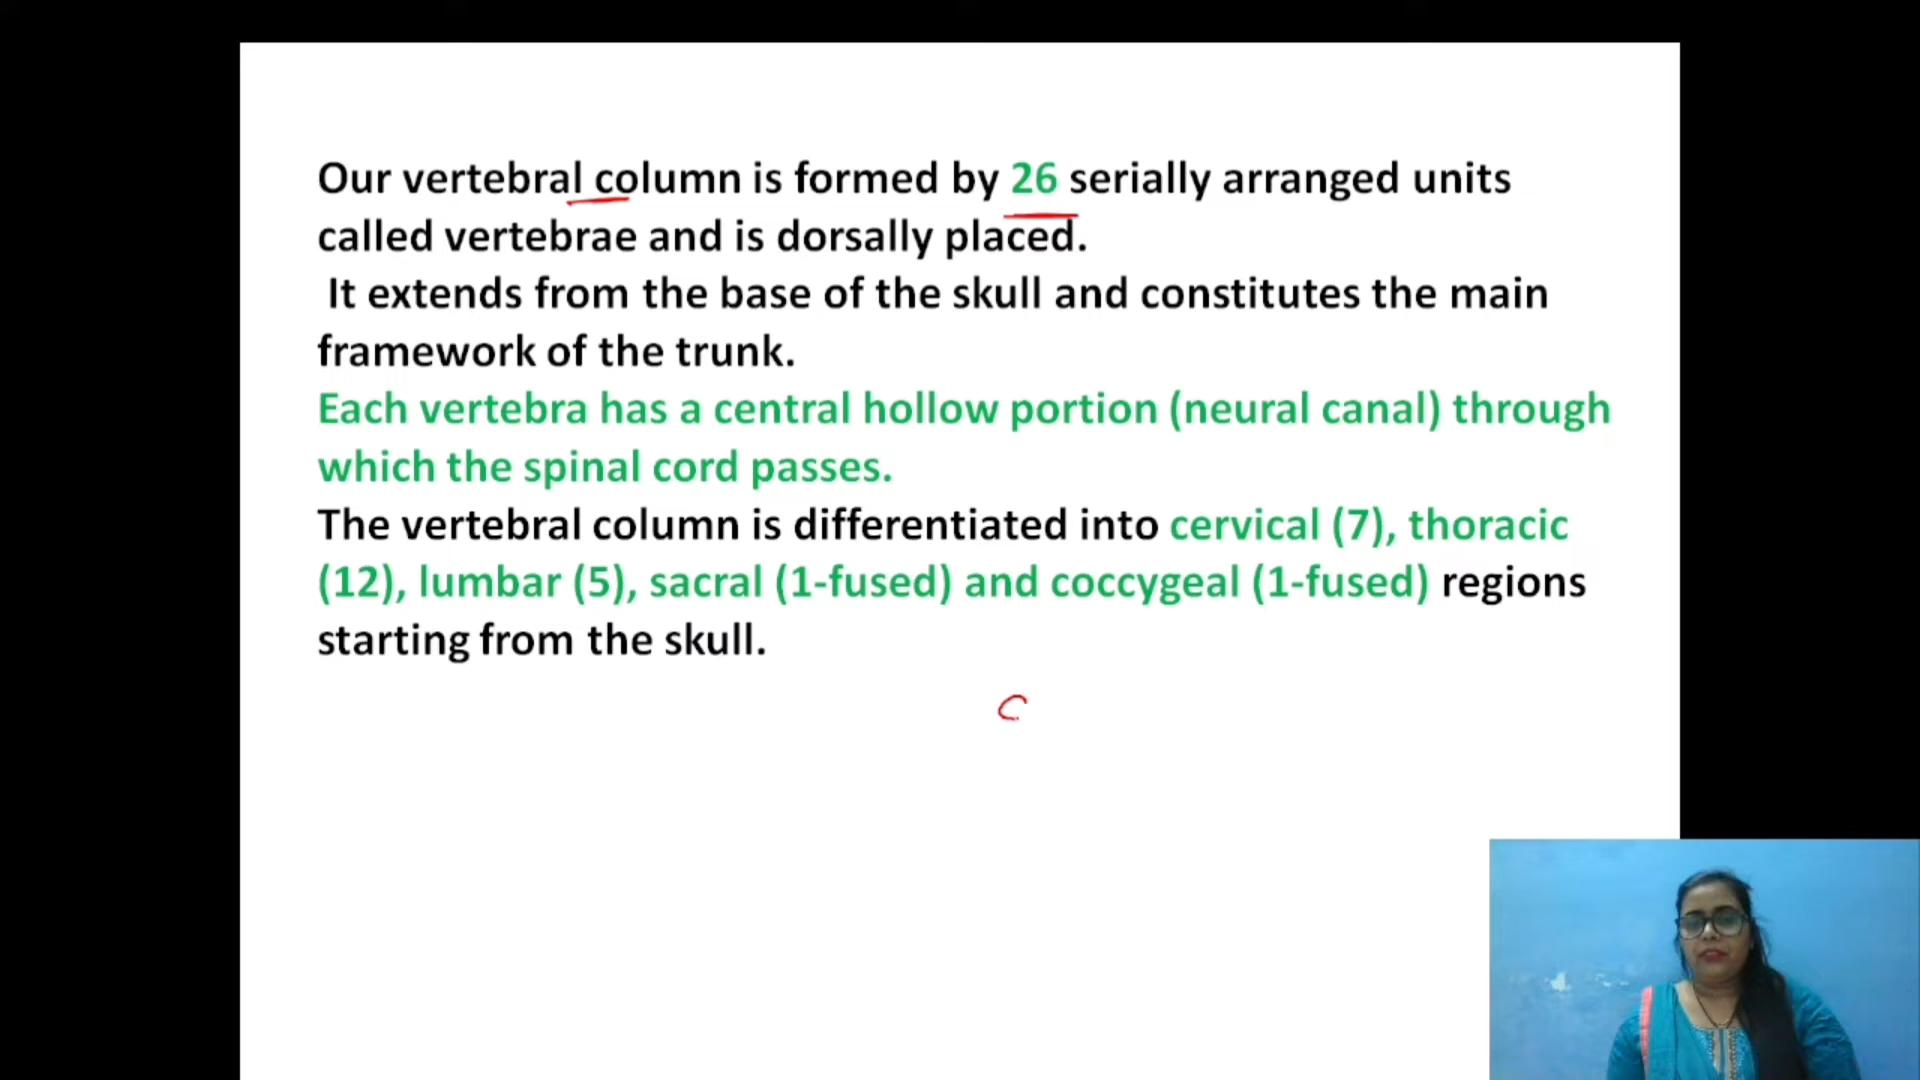 Our vertebral column is formed by 26 serially arranged units
called vertebrae and is dorsally placed.
It extends from the base of the skull and constitutes the main
framework of the trunk.
Each vertebra has a central hollow portion (neural canal) through
which the spinal cord passes.
The vertebral column is differentiated into cervical (7), thoracic
(12), lumbar (5), sacral (1-fused) and coccygeal (1-fused) regions
starting from the skull.
C